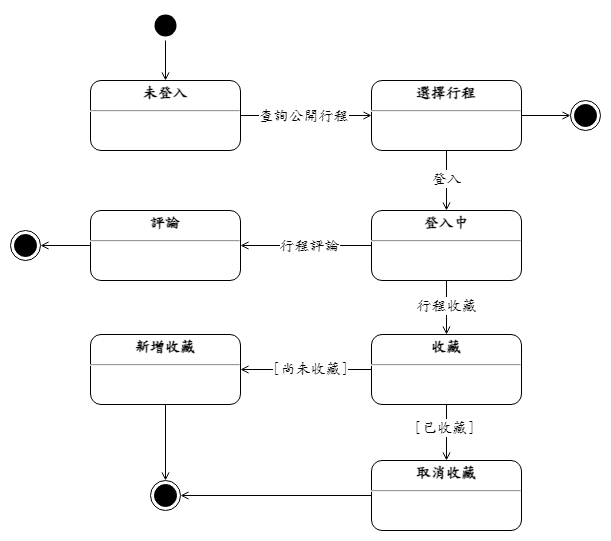 未登入
查詢公開行程
選擇行程
登入
評論
行程評論
登入中
行程收藏
新增收藏
[尚未收藏]
收藏
[已收藏]
取消收藏